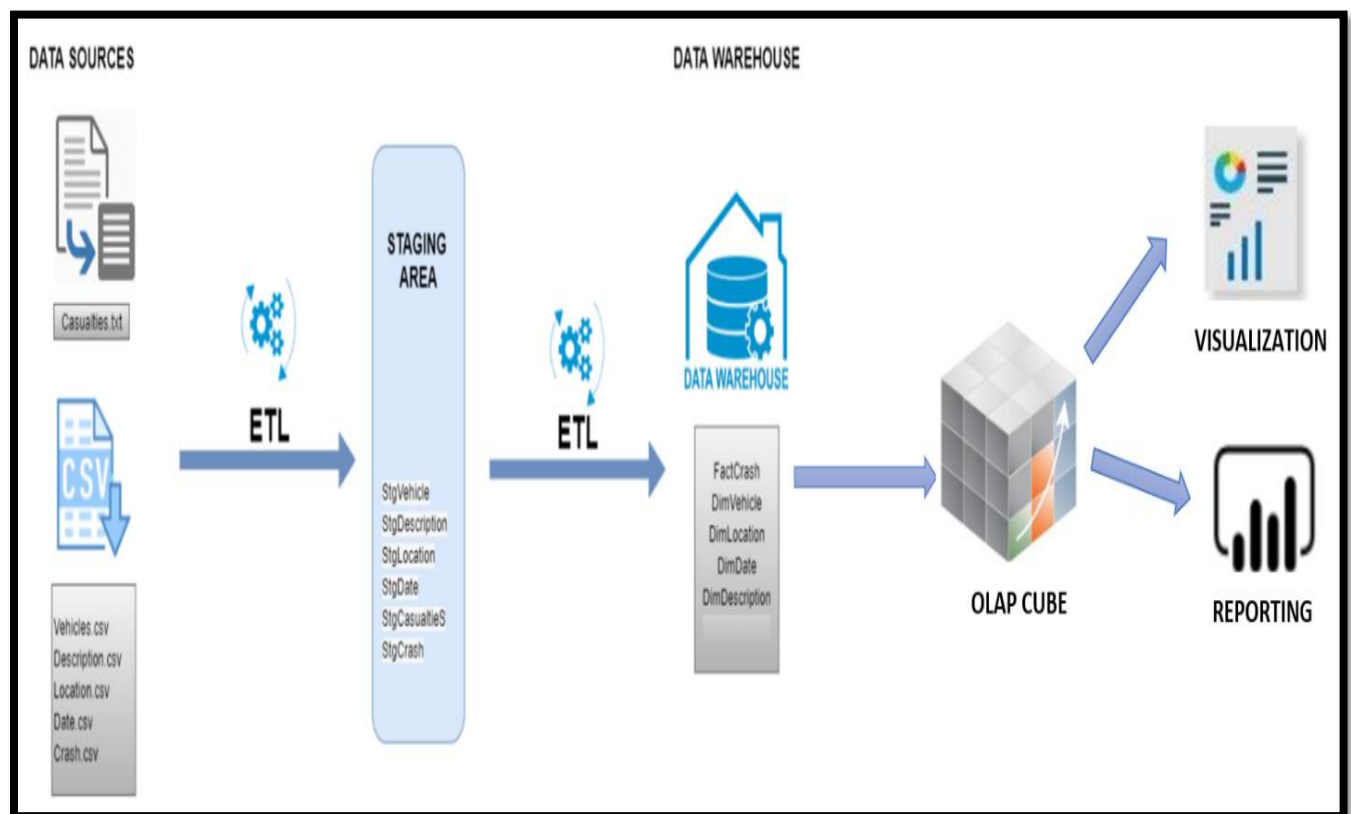 DATA SOURCES
Casualties.txt
CSV
Vehicles.csv
Description.csv
Location.csv
Date.csv
Crash.csv
ETL
STAGING
AREA
StgVehicle
StgDescription
StgLocation
StgDate
StgCasualtieS
StgCrash
ETL
DATA WAREHOUSE
DATA WAREHOUSE
FactCrash
DimVehicle
DimLocation
DimDate
DimDescription
OLAP CUBE
VISUALIZATION
REPORTING